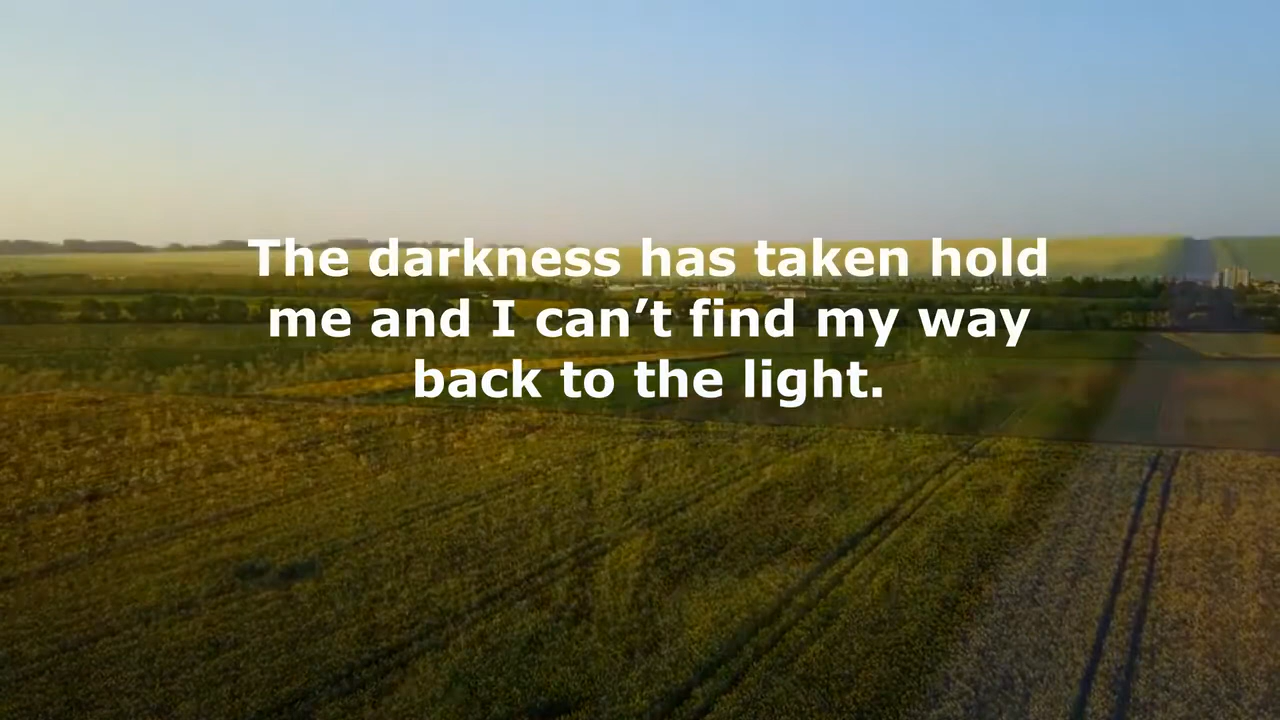 The darkness has taken hold
me and I can’t find my way
back to the light.